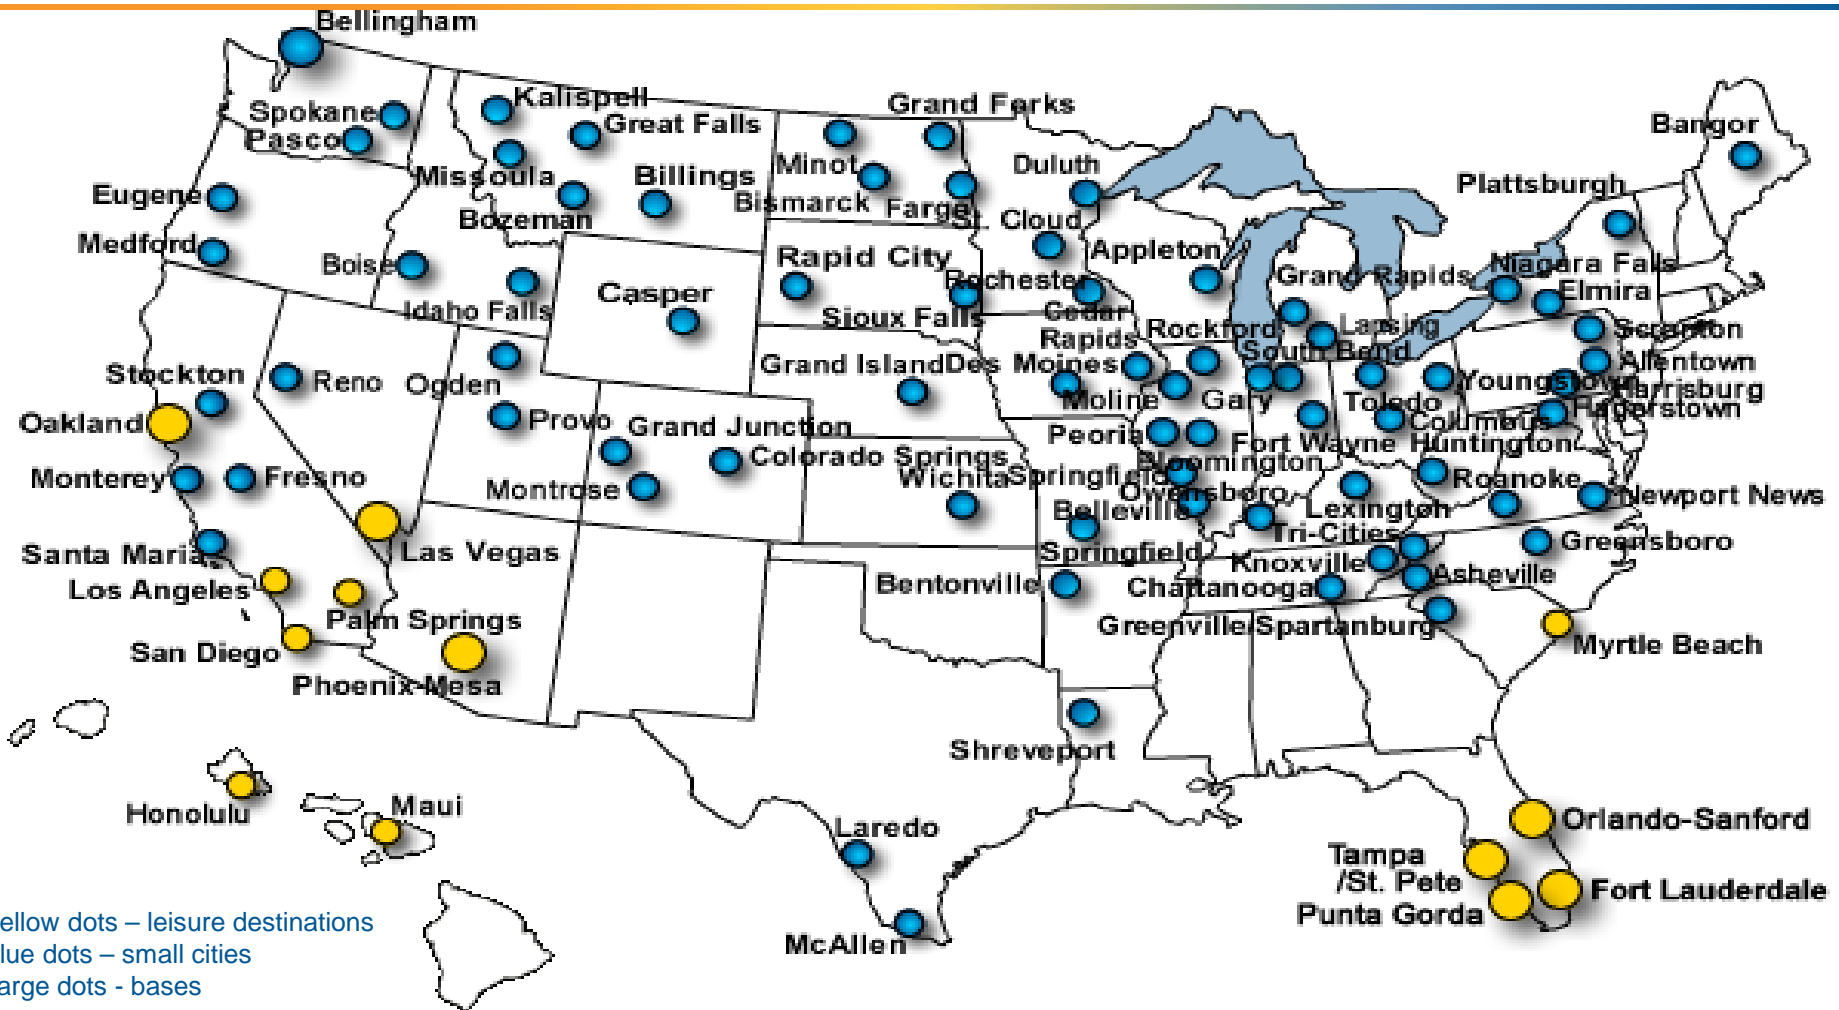 Bellingham
Kalispell
Grand Forks
Spokane
Great Falls
Bangor
Pasco
Minot
Duluth
Missoula
Billings
Plattsburgh
Eugene
Bismarck
Fargo
Bozeman
St. Cloud
Medford
Appleton
Boise
Rapid City
Niagara Falls
Grand Rapids
Rochester
Elmira
Casper
Idaho Falls
Sioux Falls
Cedar
Rapids
Rockford
Lansing
Scranton
South Bend
Grand Island
Des Moines
Allentown
Stockton
Reno
Ogden
Youngstown
Harrisburg
Moline
Gary
Toledo
Hagerstown
Oakland
Provo
Grand Junction
Columbus
Peoria
Fort Wayne
Huntington
Colorado Springs
Bloomington
Monterey
Fresno
Wichita
Springfield
Roanoke
Montrose
Owensboro
Newport News
Belleville
Lexington
Tri-Cities
Santa Maria
Las Vegas
Springfield
Greensboro
Knoxville
Los Angeles
Bentonville
Chattanooga
Asheville
Palm Springs
Greenville/Spartanburg
San Diego
Myrtle Beach
Phoenix-Mesa
Shreveport
Honolulu
Maui
Laredo
Orlando-Sanford
Tampa
/St. Pete
Fort Lauderdale
Punta Gorda
McAllen
ellow dots – leisure destinations
lue dots – small cities
arge dots - bases